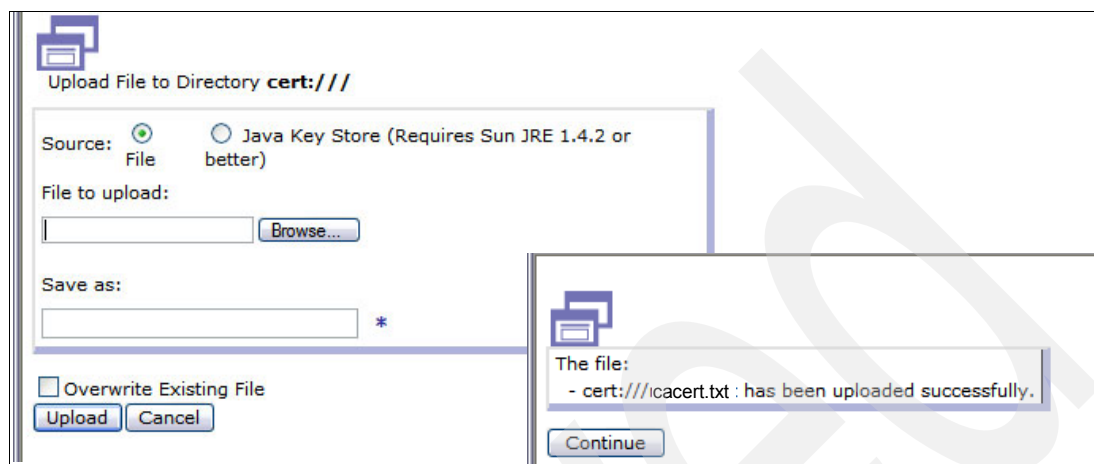 Upload File to Directory cert:///
Source: File Java Key Store (Requires Sun JRE 1.4.2 or better)
File to upload:
Browse...
Save as:
*
Overwrite Existing File
Upload Cancel
The file:
- cert:///cacert.txt : has been uploaded successfully.
Continue